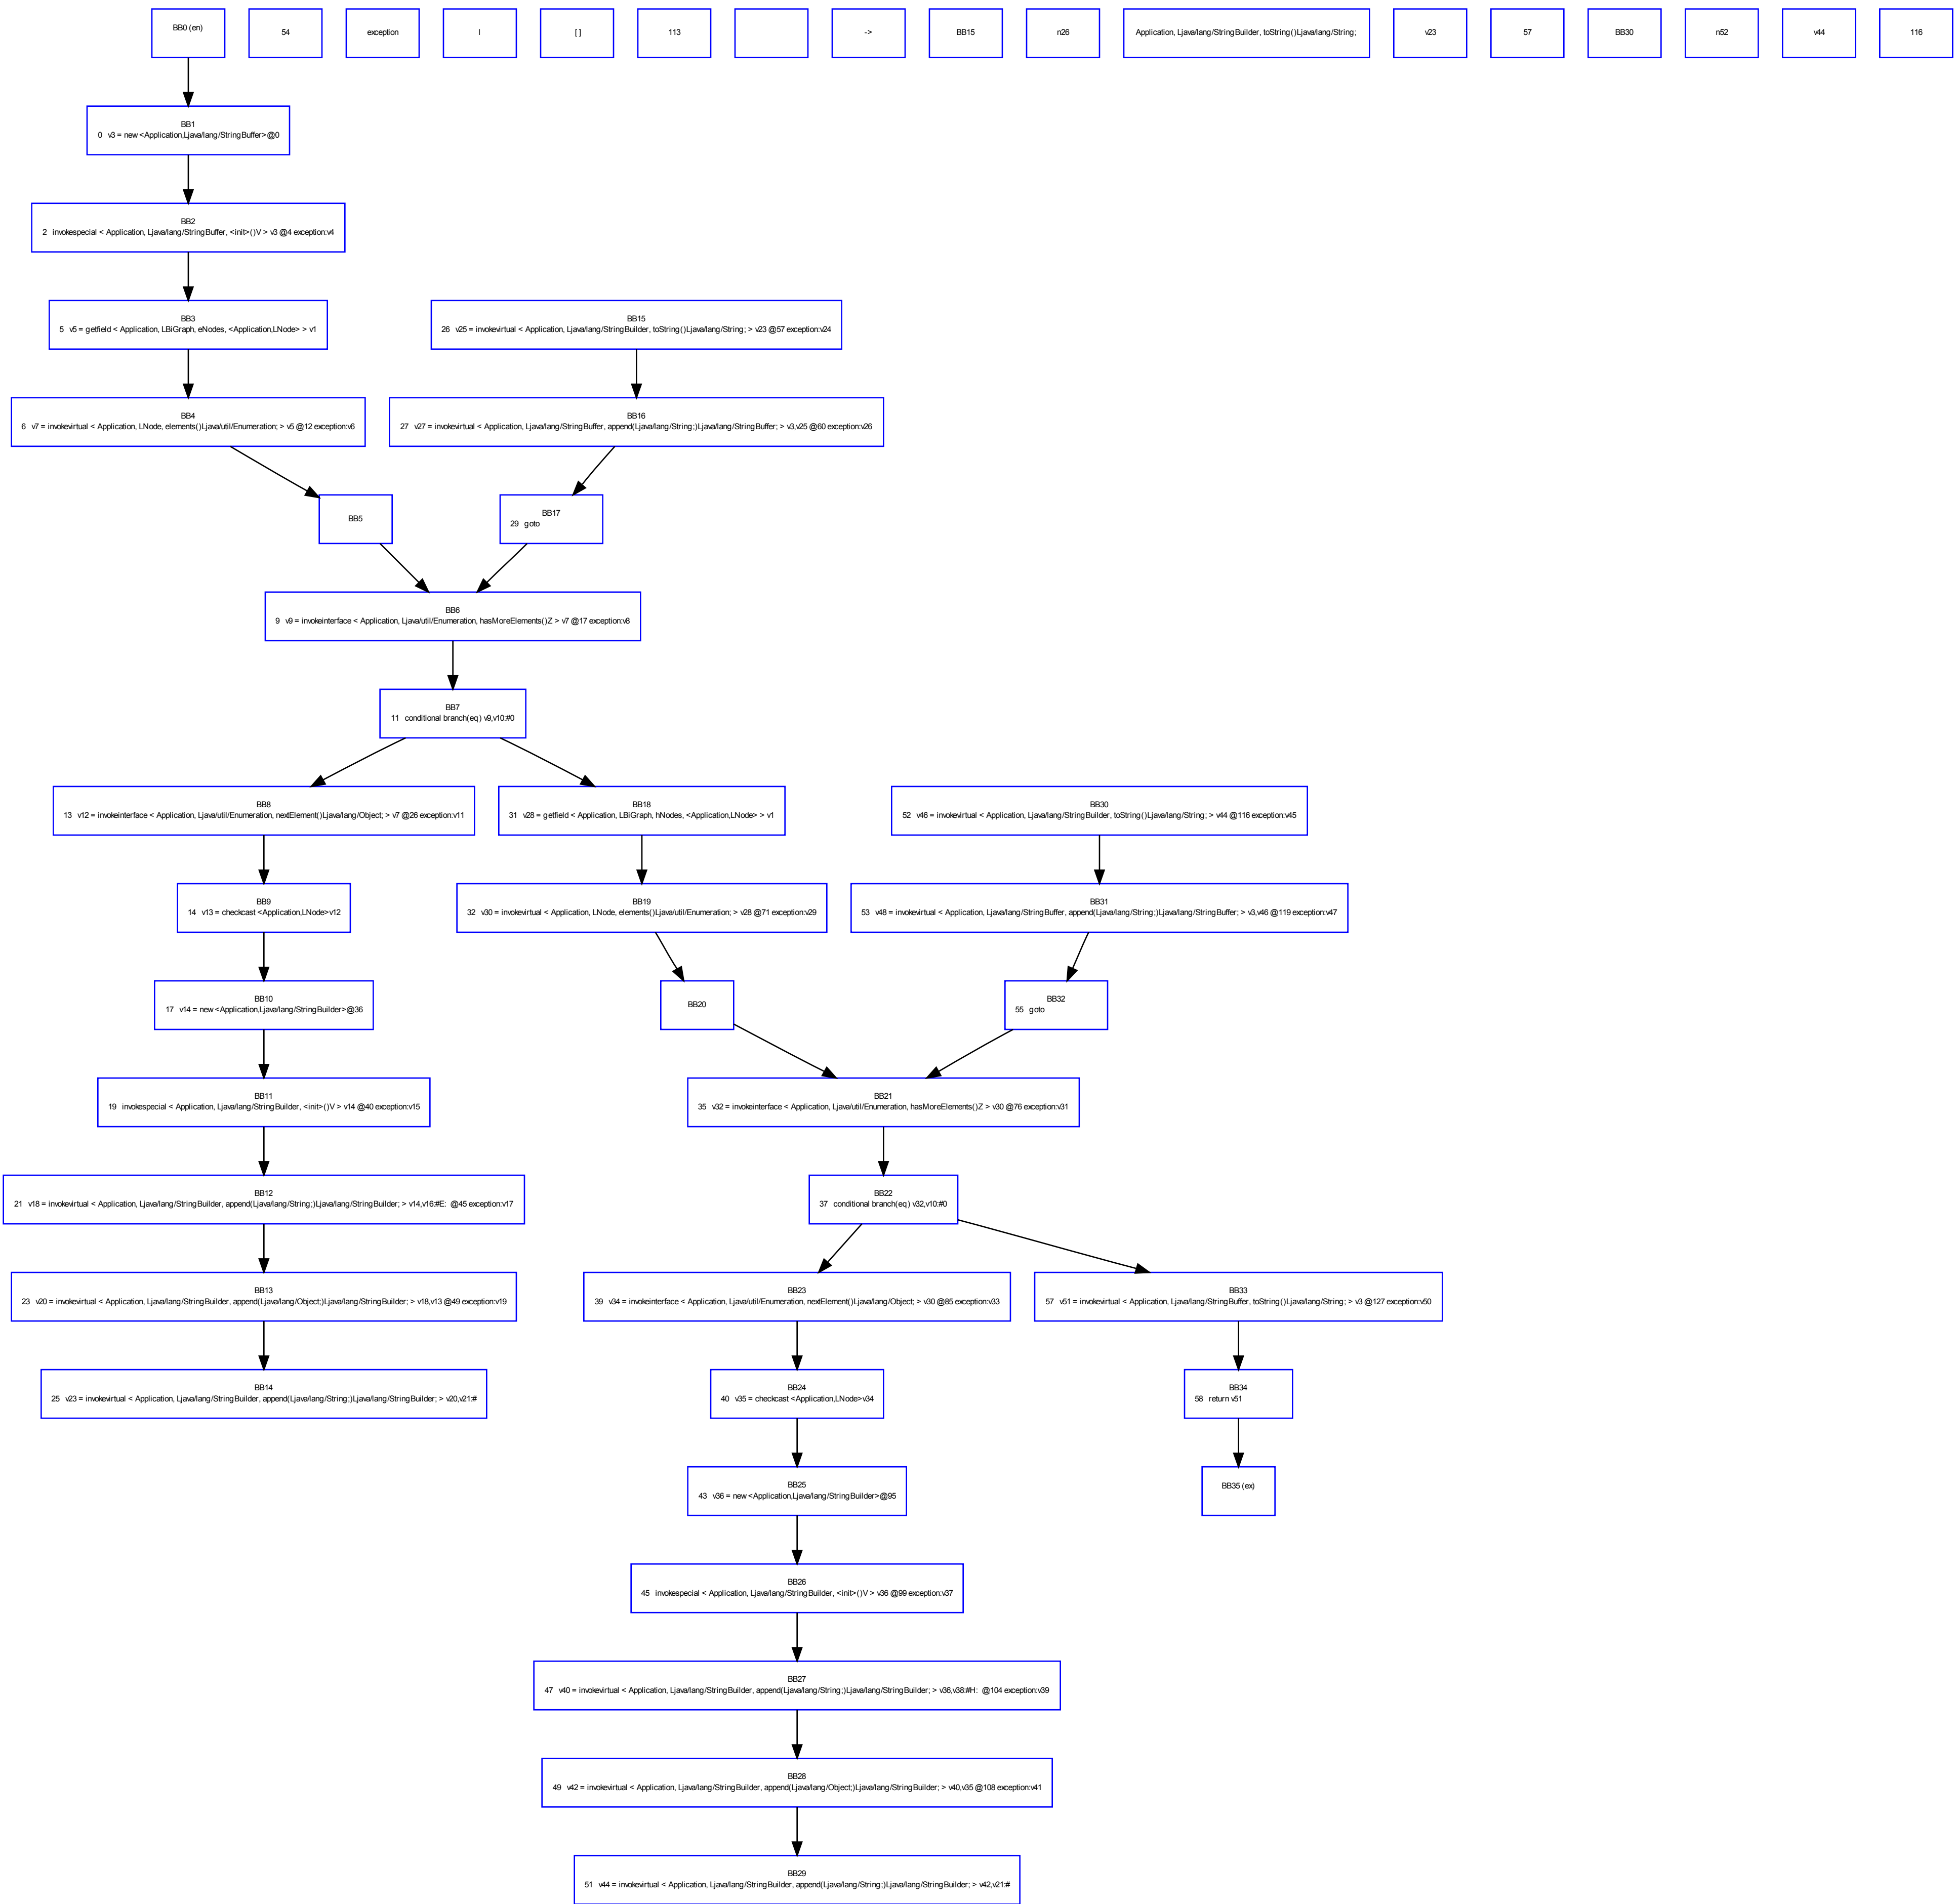 BB0 (en)
54
exception
l
[ ]
113
->
BB15
n26
Application, Ljava/lang/StringBuilder, toString()Ljava/lang/String;
v23
57
BB30
n52
v44
116
BB1
0 v3 = new <Application,Ljava/lang/StringBuffer>@0
BB2
2 invokespecial < Application, Ljava/lang/StringBuffer, <init>()V > v3 @4 exception:v4
BB3
5 v5 = getfield < Application, LBiGraph, eNodes, <Application,LNode> > v1
BB15
26 v25 = invokevirtual < Application, Ljava/lang/StringBuilder, toString()Ljava/lang/String; > v23 @57 exception:v24
BB4
6 v7 = invokevirtual < Application, LNode, elements()Ljava/util/Enumeration; > v5 @12 exception:v6
BB16
27 v27 = invokevirtual < Application, Ljava/lang/StringBuffer, append(Ljava/lang/String;)Ljava/lang/StringBuffer; > v3,v25 @60 exception:v26
BB5
BB17
29 goto
BB6
9 v9 = invokeinterface < Application, Ljava/util/Enumeration, hasMoreElements()Z > v7 @17 exception:v8
BB7
11 conditional branch(eq) v9,v10:#0
BB8
13 v12 = invokeinterface < Application, Ljava/util/Enumeration, nextElement()Ljava/lang/Object; > v7 @26 exception:v11
BB18
31 v28 = getfield < Application, LBiGraph, hNodes, <Application,LNode> > v1
BB30
52 v46 = invokevirtual < Application, Ljava/lang/StringBuilder, toString()Ljava/lang/String; > v44 @116 exception:v45
BB9
14 v13 = checkcast <Application,LNode>v12
BB19
32 v30 = invokevirtual < Application, LNode, elements()Ljava/util/Enumeration; > v28 @71 exception:v29
BB31
53 v48 = invokevirtual < Application, Ljava/lang/StringBuffer, append(Ljava/lang/String;)Ljava/lang/StringBuffer; > v3,v46 @119 exception:v47
BB10
17 v14 = new <Application,Ljava/lang/StringBuilder>@36
BB20
BB32
55 goto
BB11
19 invokespecial < Application, Ljava/lang/StringBuilder, <init>()V > v14 @40 exception:v15
BB21
35 v32 = invokeinterface < Application, Ljava/util/Enumeration, hasMoreElements()Z > v30 @76 exception:v31
BB12
21 v18 = invokevirtual < Application, Ljava/lang/StringBuilder, append(Ljava/lang/String;)Ljava/lang/StringBuilder; > v14,v16:#E: @45 exception:v17
BB22
37 conditional branch(eq) v32,v10:#0
BB13
23 v20 = invokevirtual < Application, Ljava/lang/StringBuilder, append(Ljava/lang/Object;)Ljava/lang/StringBuilder; > v18,v13 @49 exception:v19
BB23
39 v34 = invokeinterface < Application, Ljava/util/Enumeration, nextElement()Ljava/lang/Object; > v30 @85 exception:v33
BB33
57 v51 = invokevirtual < Application, Ljava/lang/StringBuffer, toString()Ljava/lang/String; > v3 @127 exception:v50
BB14
25 v23 = invokevirtual < Application, Ljava/lang/StringBuilder, append(Ljava/lang/String;)Ljava/lang/StringBuilder; > v20,v21:#
BB24
40 v35 = checkcast <Application,LNode>v34
BB34
58 return v51
BB25
43 v36 = new <Application,Ljava/lang/StringBuilder>@95
BB35 (ex)
BB26
45 invokespecial < Application, Ljava/lang/StringBuilder, <init>()V > v36 @99 exception:v37
BB27
47 v40 = invokevirtual < Application, Ljava/lang/StringBuilder, append(Ljava/lang/String;)Ljava/lang/StringBuilder; > v36,v38:#H: @104 exception:v39
BB28
49 v42 = invokevirtual < Application, Ljava/lang/StringBuilder, append(Ljava/lang/Object;)Ljava/lang/StringBuilder; > v40,v35 @108 exception:v41
BB29
51 v44 = invokevirtual < Application, Ljava/lang/StringBuilder, append(Ljava/lang/String;)Ljava/lang/StringBuilder; > v42,v21:#